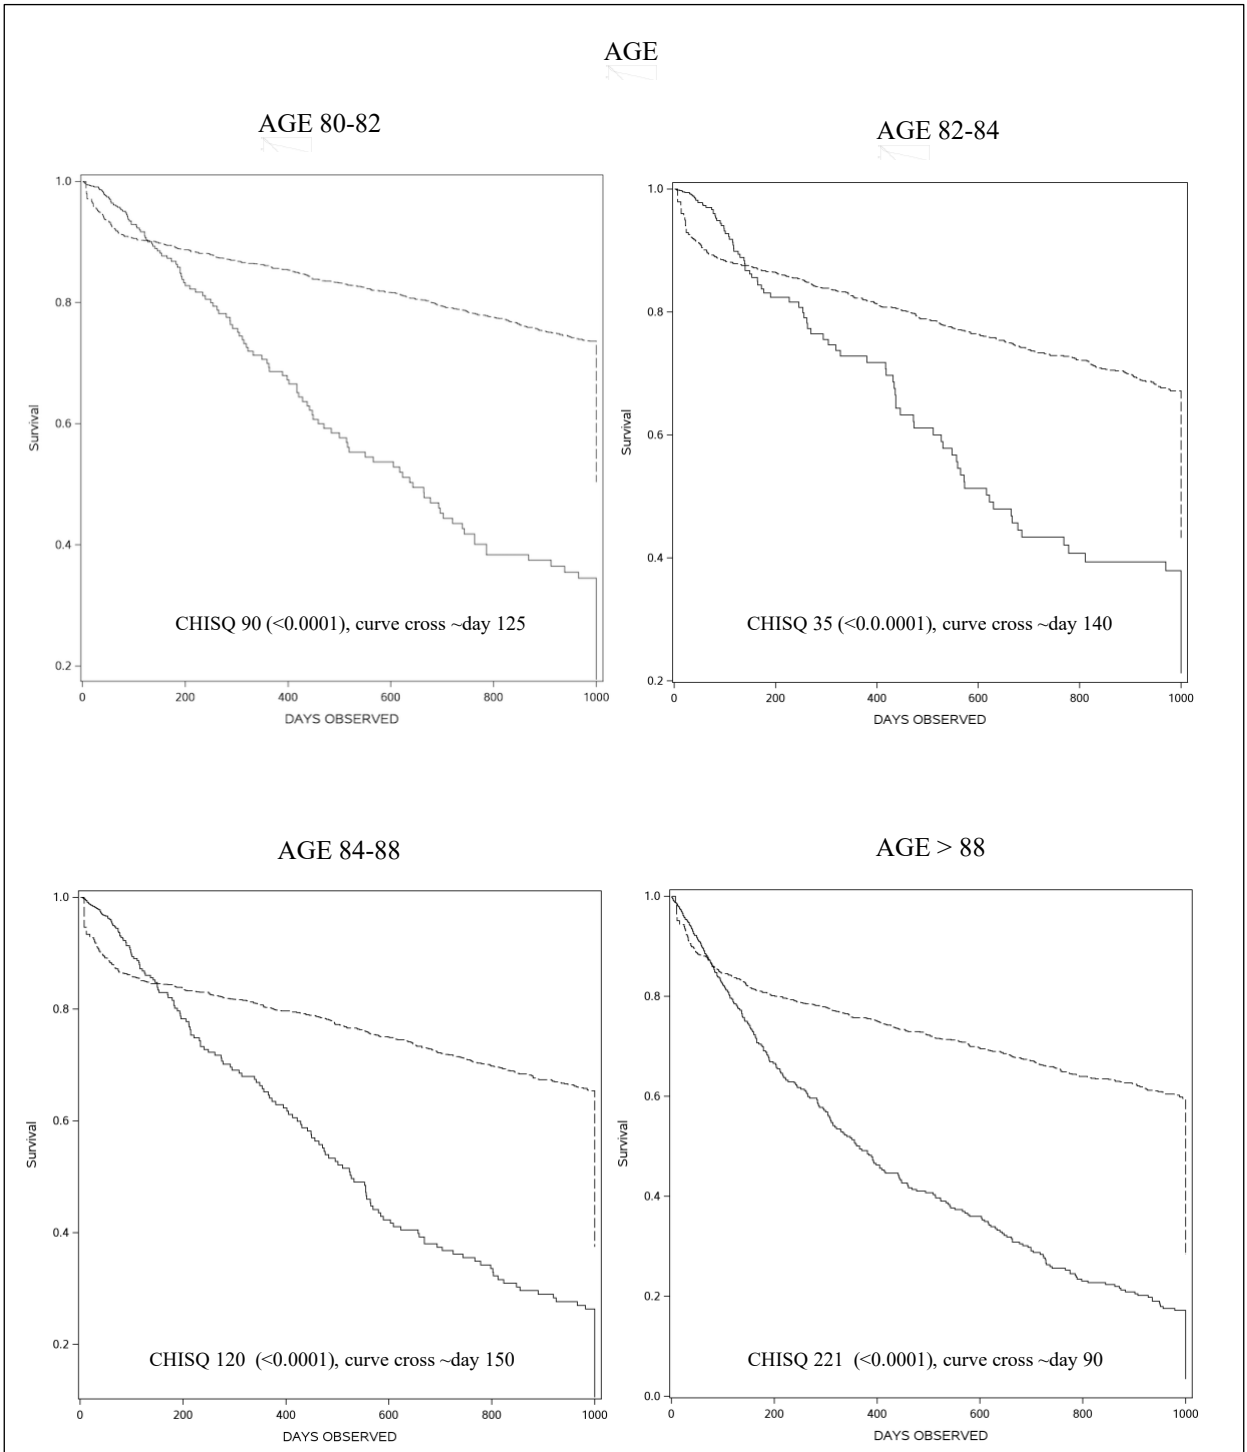 AGE
AGE 80-82
1.0
0.8
0.6
0.4
0.2
Survival
CHISQ 90 (<0.0001), curve cross ~day 125
0 200 400 600 800 1000
DAYS OBSERVED
AGE 82-84
1.0
0.8
0.6
0.4
0.2
Survival
CHISQ 35 (<0.0.0001), curve cross ~day 140
0 200 400 600 800 1000
DAYS OBSERVED
AGE 84-88
1.0
0.8
0.6
0.4
0.2
Survival
CHISQ 120 (<0.0001), curve cross ~day 150
0 200 400 600 800 1000
DAYS OBSERVED
AGE > 88
1.0
0.8
0.6
0.4
0.2
0.0
Survival
CHISQ 221 (<0.0001), curve cross ~day 90
0 200 400 600 800 1000
DAYS OBSERVED